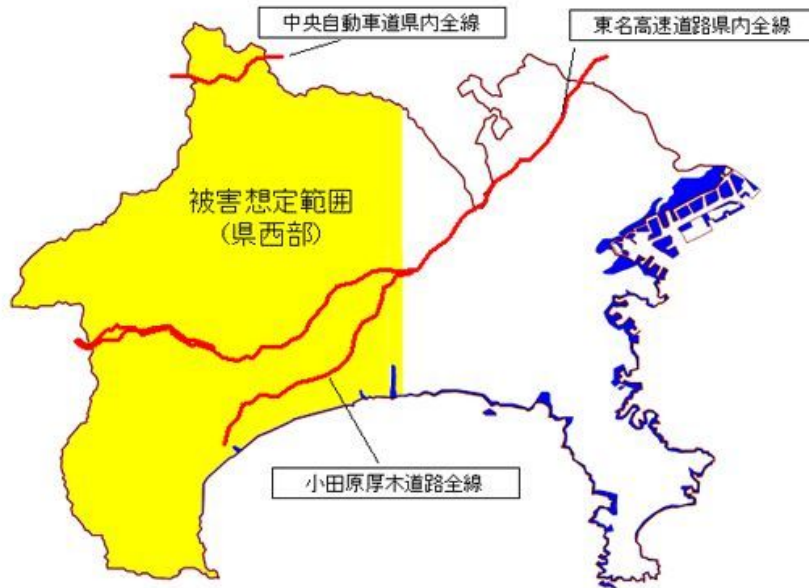 中央自動車道県内全線
東名高速道路県内全線
被害想定範囲
(県西部)
小田原厚木道路全線